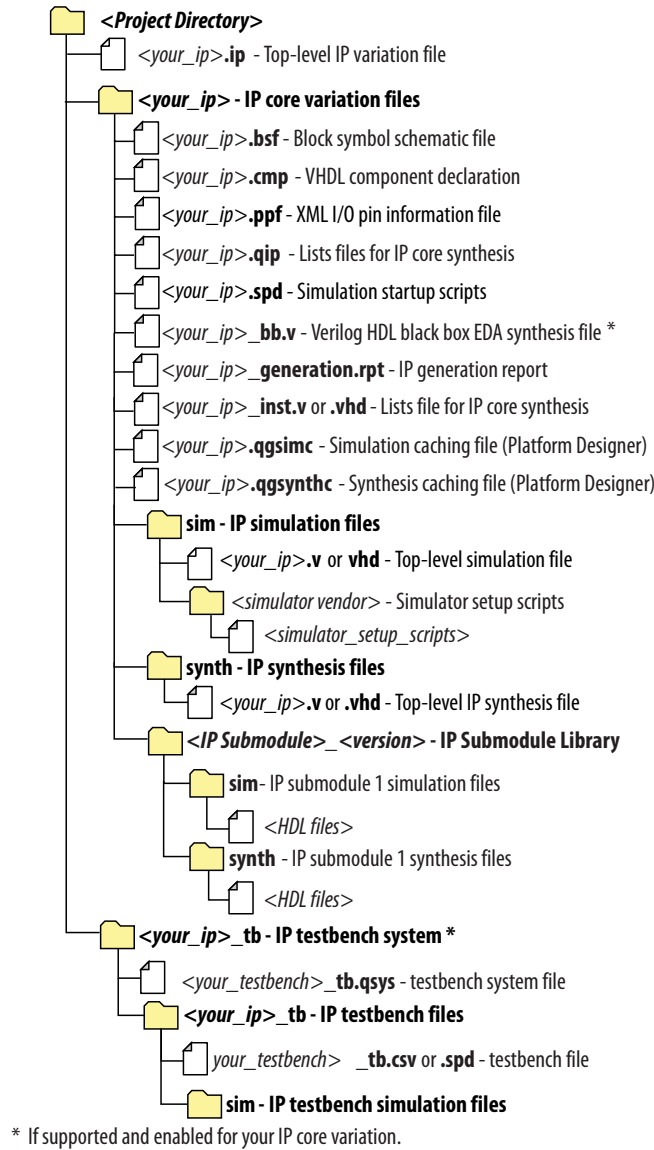 <Project Directory>
<your_ip>.ip - Top-level IP variation file
<your_ip> - IP core variation files
<your_ip>.bsf - Block symbol schematic file
<your_ip>.cmp - VHDL component declaration
<your_ip>.ppf - XML I/O pin information file
<your_ip>.qip - Lists files for IP core synthesis
<your_ip>.spd - Simulation startup scripts
<your_ip>_bb.v - Verilog HDL black box EDA synthesis file *
<your_ip>_generation.rpt - IP generation report
<your_ip>_inst.v or .vhd - Lists file for IP core synthesis
<your_ip>.qgsimc - Simulation caching file (Platform Designer)
<your_ip>.qgsynthc - Synthesis caching file (Platform Designer)
sim - IP simulation files
<your_ip>.v or vhd - Top-level simulation file
<simulator vendor> - Simulator setup scripts
<simulator_setup_scripts>
synth - IP synthesis files
<your_ip>.v or .vhd - Top-level IP synthesis file
<IP Submodule>_<version> - IP Submodule Library
sim- IP submodule 1 simulation files
<HDL files>
synth - IP submodule 1 synthesis files
<HDL files>
<your_ip>_tb - IP testbench system *
<your_testbench>_tb.qsys - testbench system file
<your_ip>_tb - IP testbench files
your_testbench> _tb.csv or .spd - testbench file
sim - IP testbench simulation files
* If supported and enabled for your IP core variation.